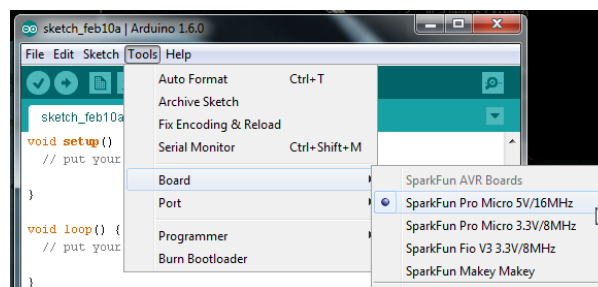 sketch_feb10a | Arduino 1.6.0
File Edit Sketch Tools Help
Auto Format Ctrl+T
Archive Sketch
Fix Encoding & Reload
Serial Monitor Ctrl+Shift+M
Board
Port
Programmer
Burn Bootloader
SparkFun AVR Boards
SparkFun Pro Micro 5V/16MHz
SparkFun Pro Micro 3.3V/8MHz
SparkFun Fio V3 3.3V/8MHz
SparkFun Makey Makey
sketch_feb10a
void setup()
// put your
}
void loop() {
// put your
}